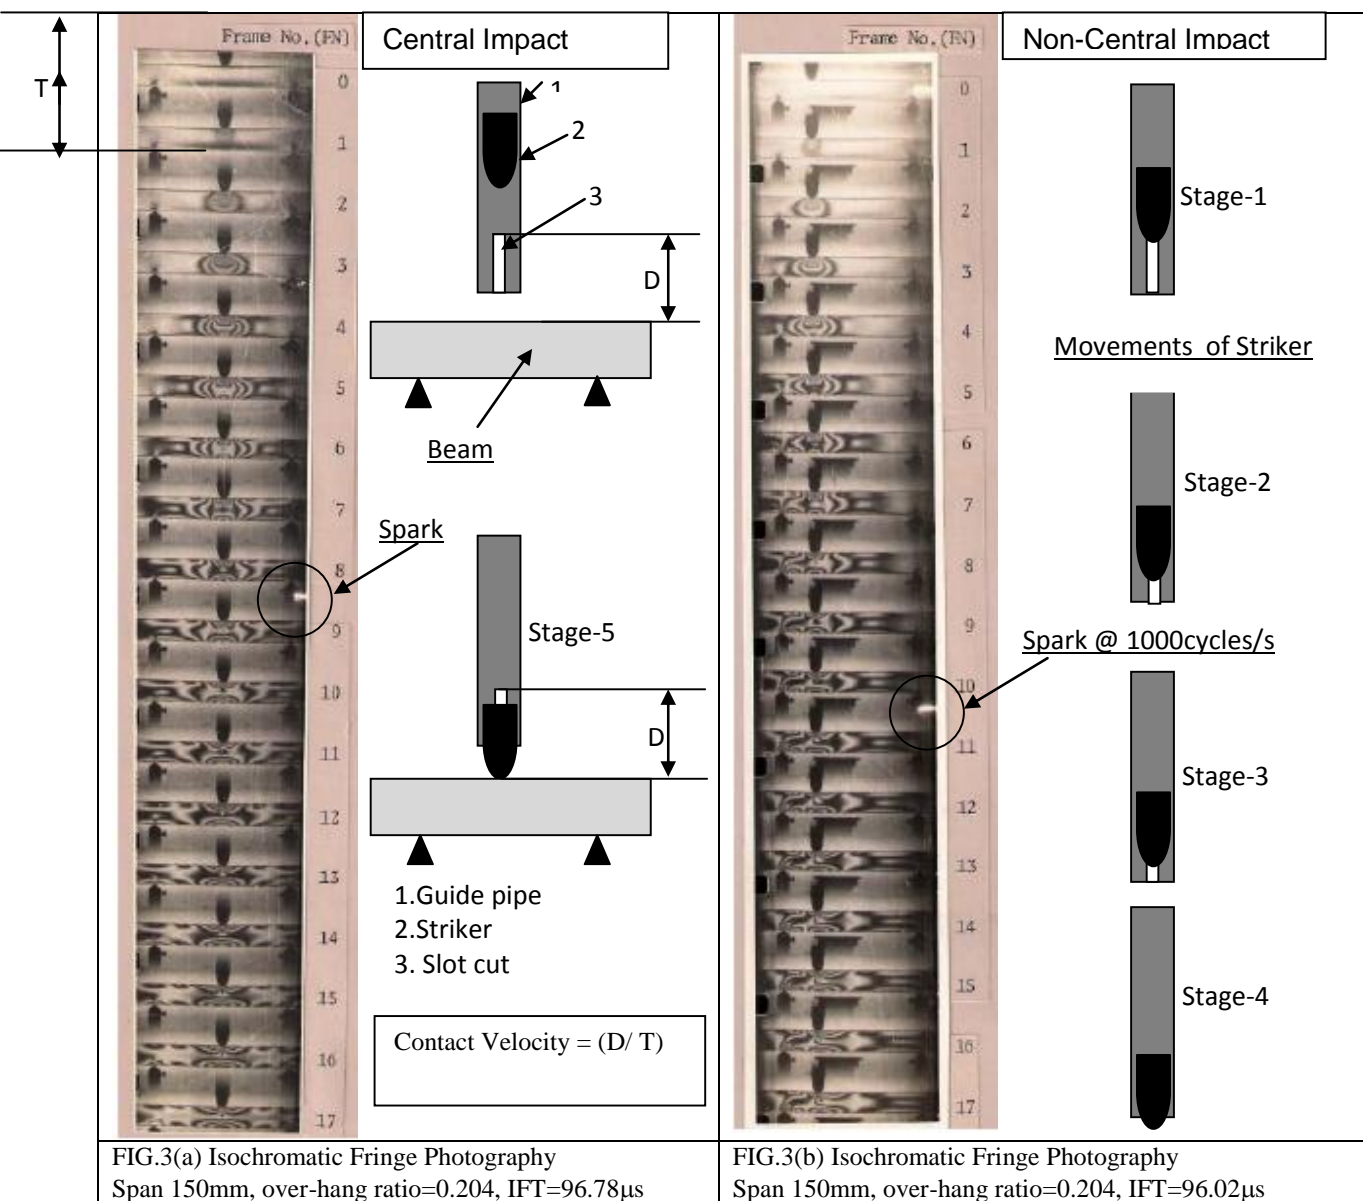 T
Frame No.(FN)
0
1
2
3
4
5
6
7
8
9
10
11
12
13
14
15
16
17
Central Impact
1
2
3
D
Beam
Spark
Stage-5
D
1.Guide pipe
2.Striker
3. Slot cut
Contact Velocity = (D/ T)
FIG.3(a) Isochromatic Fringe Photography
Span 150mm, over-hang ratio=0.204, IFT=96.78μs
Frame No.(FN)
0
1
2
3
4
5
6
7
8
9
10
11
12
13
14
15
16
17
Non-Central Impact
Stage-1
Movements of Striker
Stage-2
Spark @ 1000cycles/s
Stage-3
Stage-4
FIG.3(b) Isochromatic Fringe Photography
Span 150mm, over-hang ratio=0.204, IFT=96.02μs